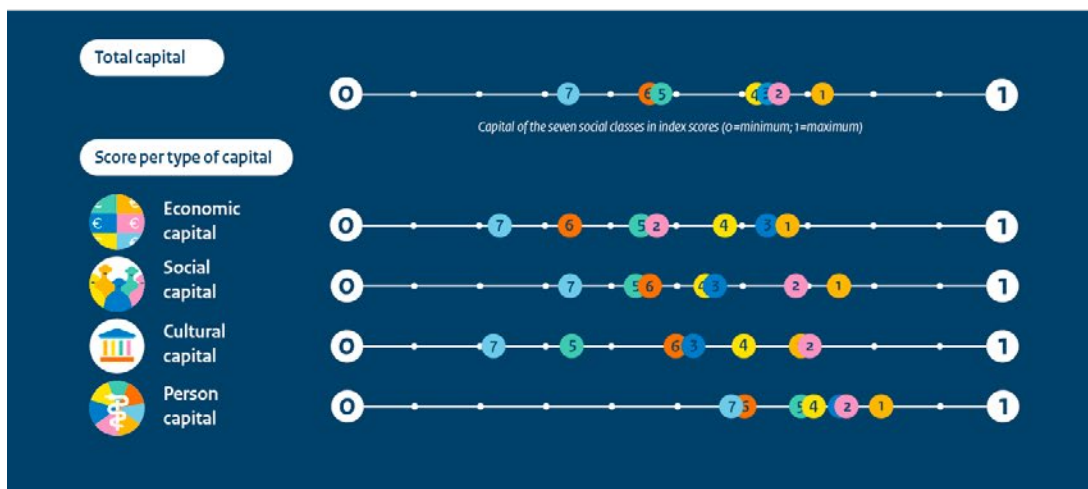 Total capital
0 7 6 5 4 3 2 1 1
Capital of the seven social classes in index scores (0=minimum; 1=maximum)
Score per type of capital
Economic
capital
0 7 6 5 2 4 3 1 1
Social
capital
0 7 5 6 4 3 2 1 1
Cultural
capital
0 7 5 6 3 4 2 1
Person
capital
0 7 6 5 4 2 1 1